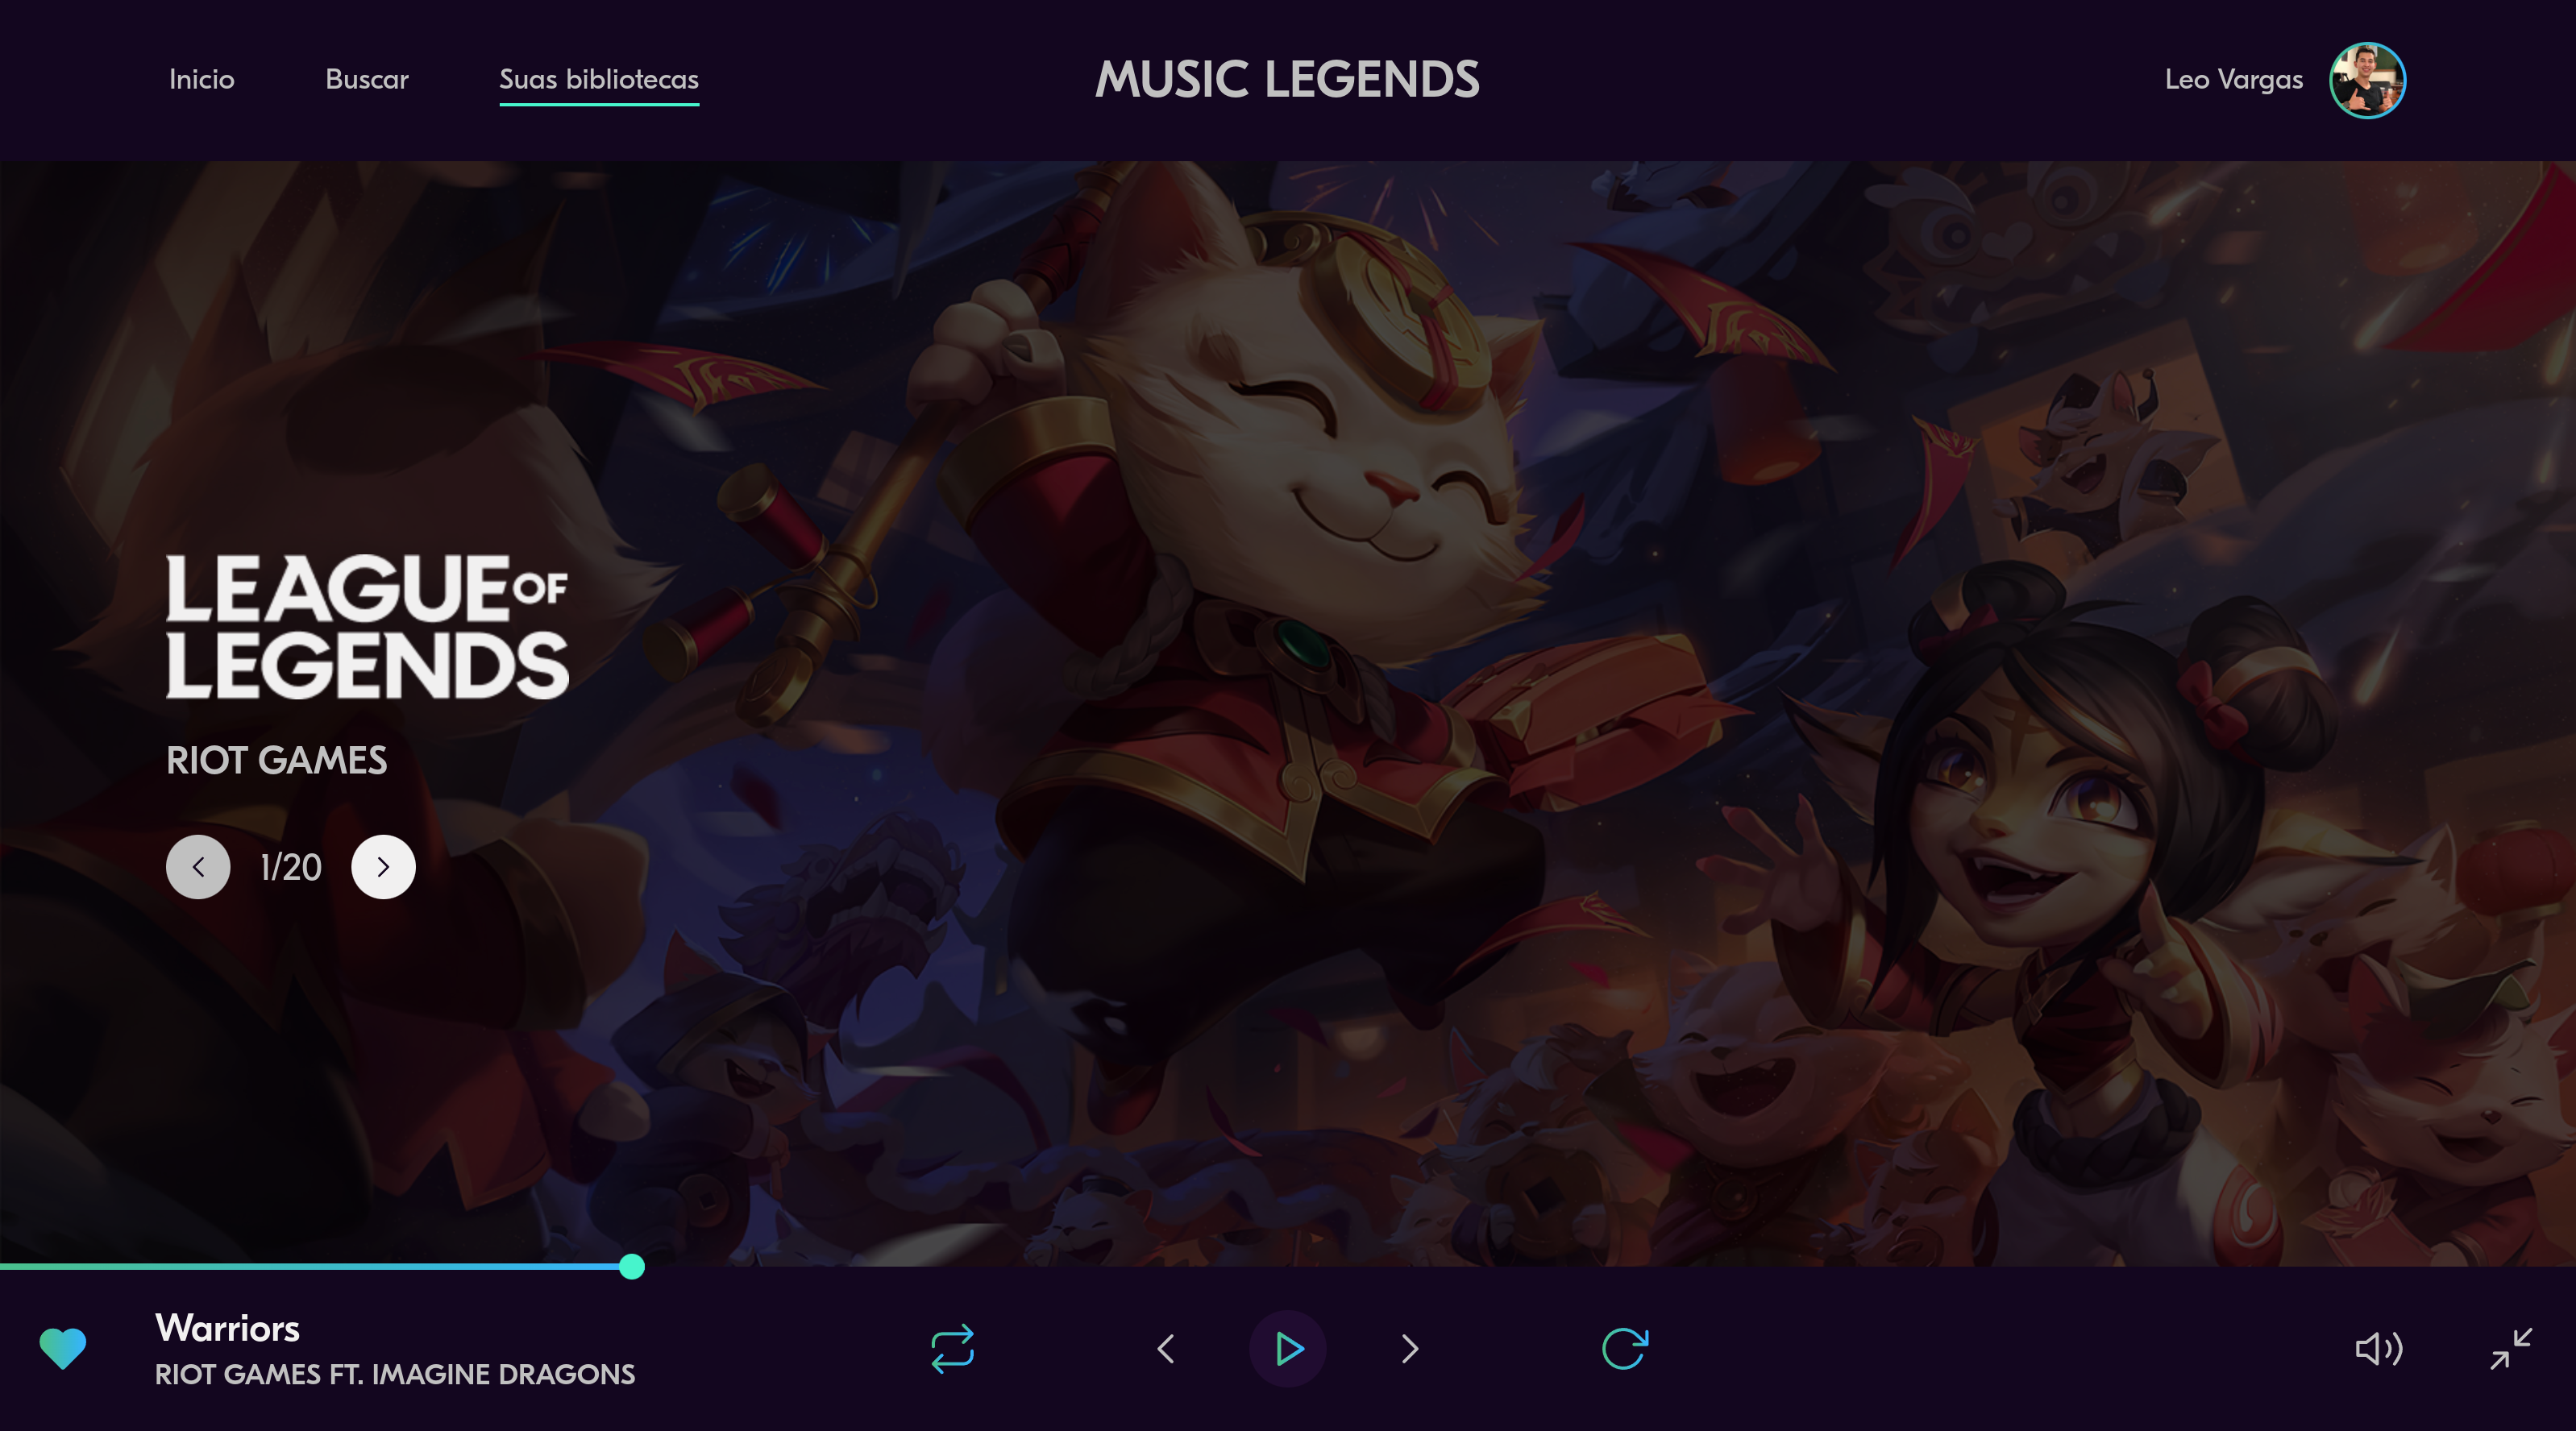 Inicio
Buscar
Suas bibliotecas
MUSIC LEGENDS
Leo Vargas
LEAGUE OF
LEGENDS
RIOT GAMES
1/20
Warriors
RIOT GAMES FT. IMAGINE DRAGONS